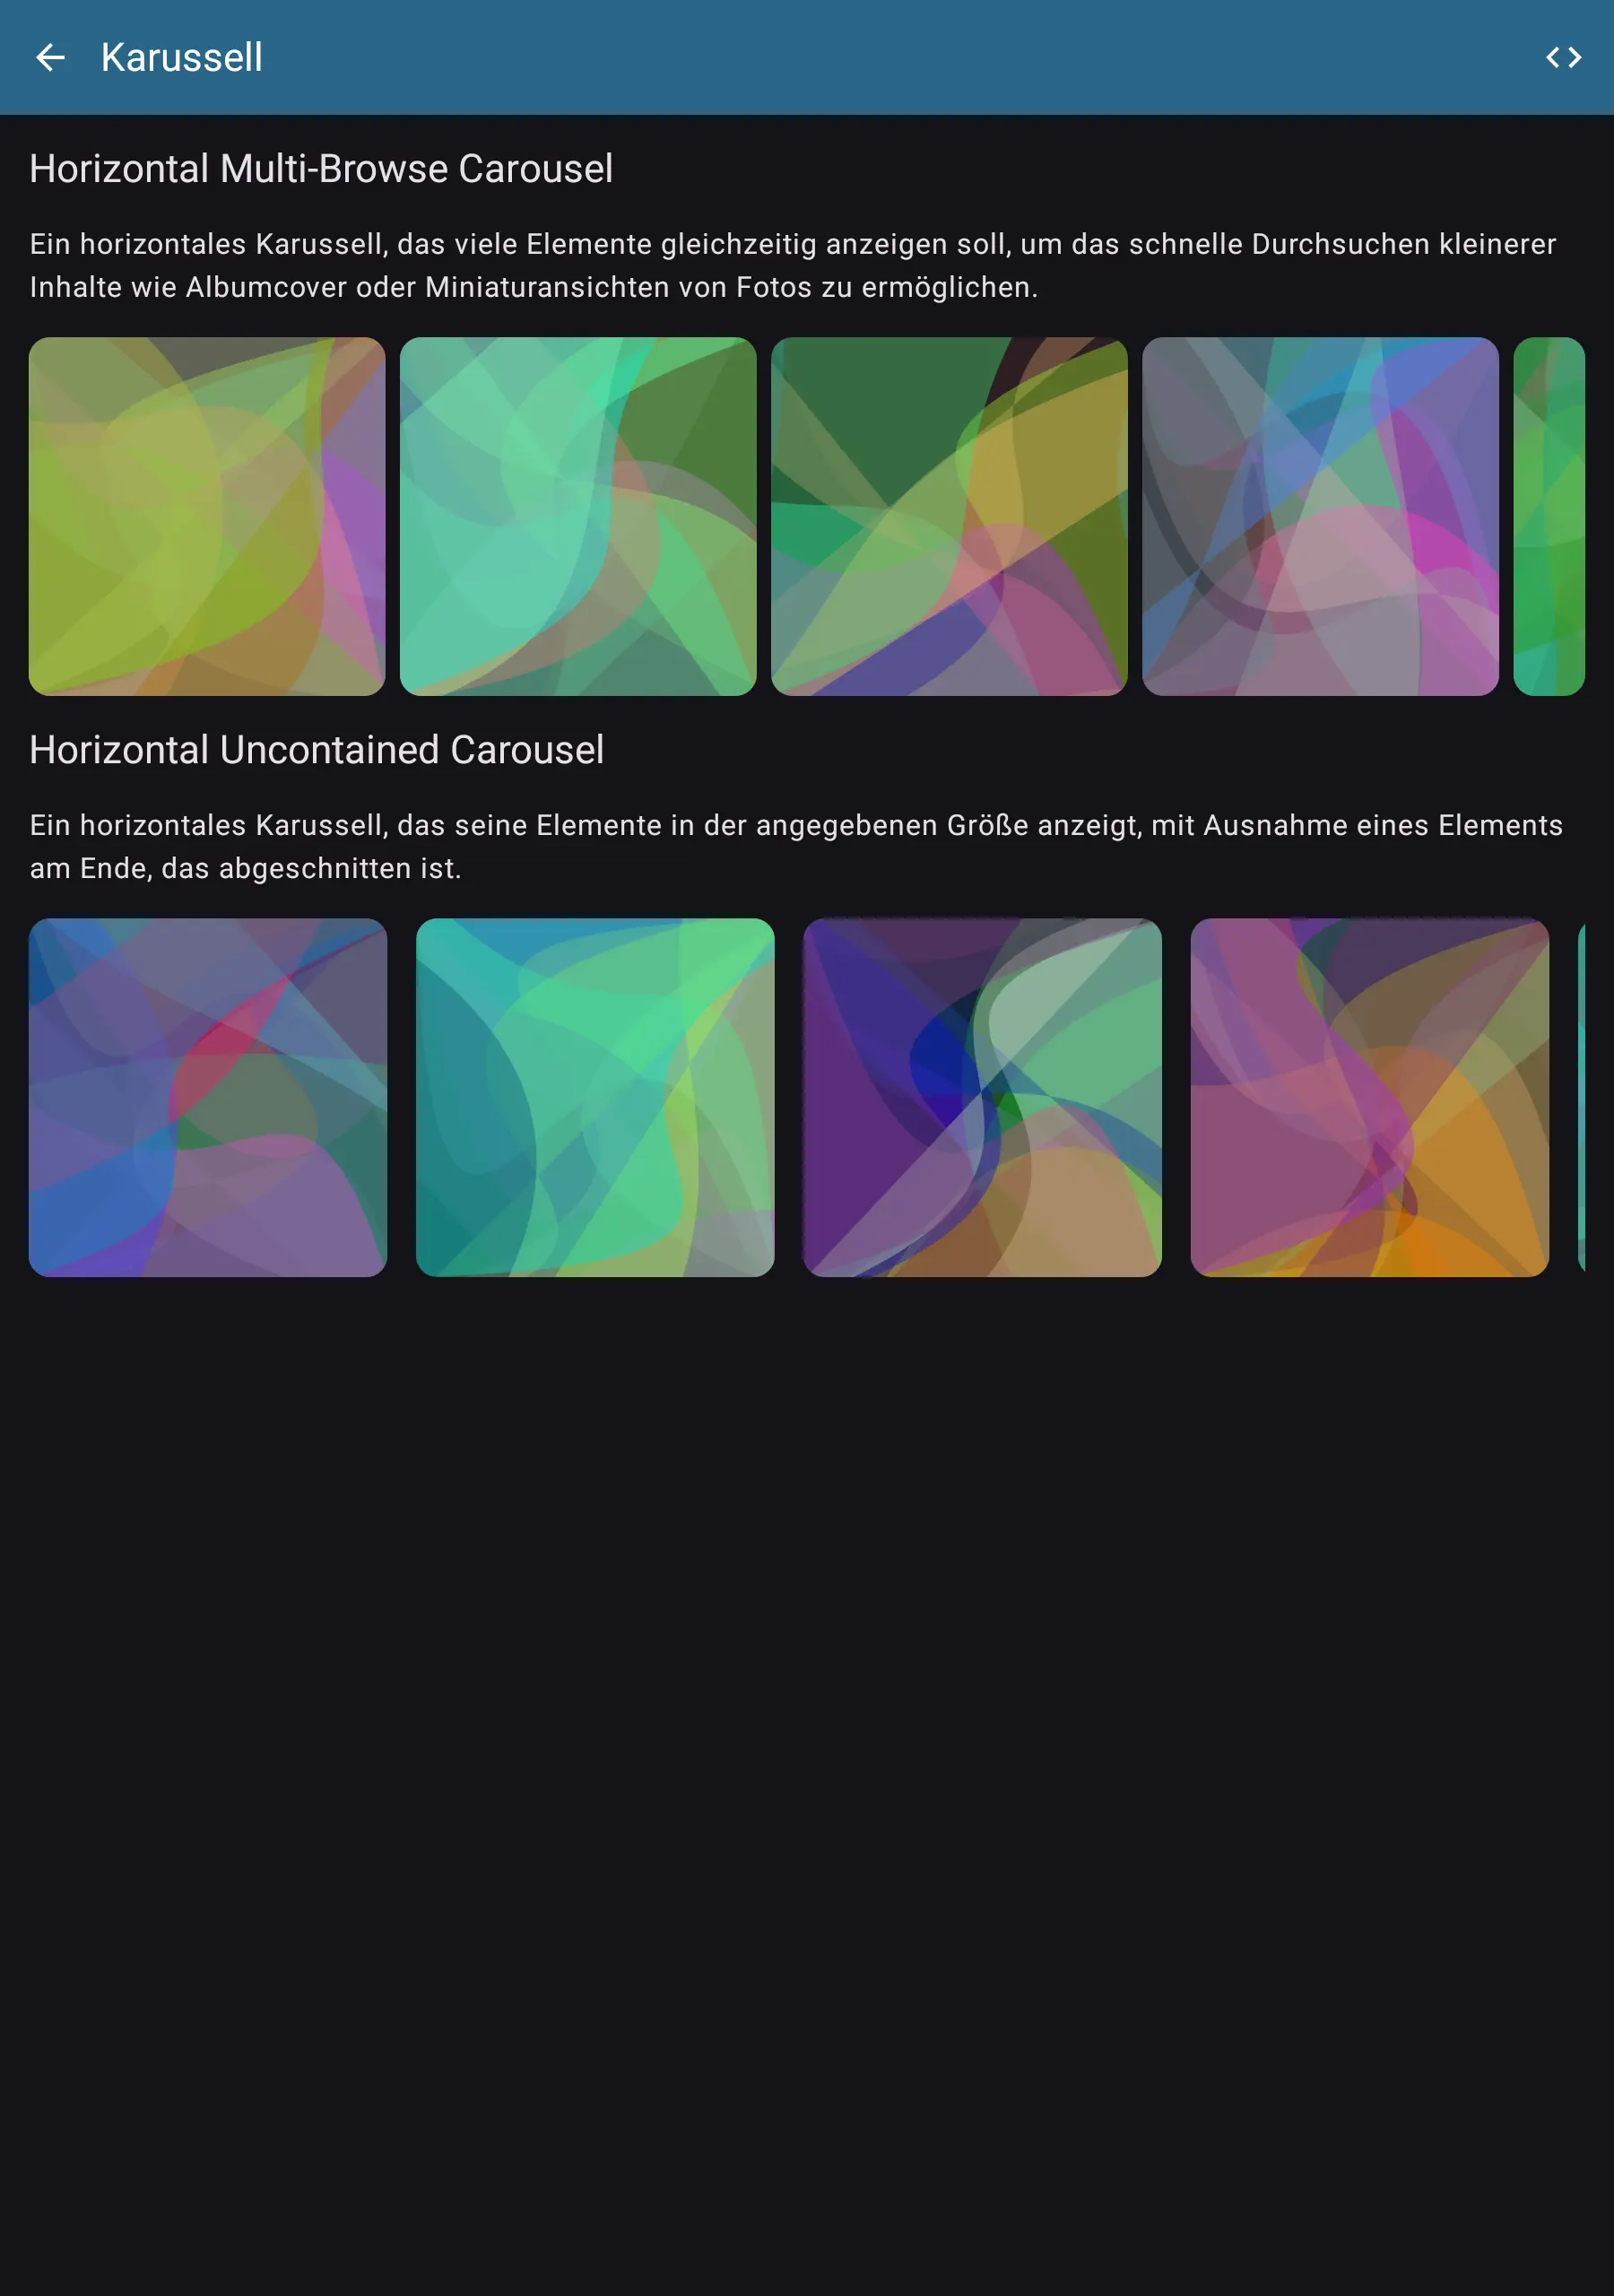 Karussell
Horizontal Multi-Browse Carousel
Ein horizontales Karussell, das viele Elemente gleichzeitig anzeigen soll, um das schnelle Durchsuchen kleinerer
Inhalte wie Albumcover oder Miniaturansichten von Fotos zu ermöglichen.
Horizontal Uncontained Carousel
Ein horizontales Karussell, das seine Elemente in der angegebenen Größe anzeigt, mit Ausnahme eines Elements
am Ende, das abgeschnitten ist.